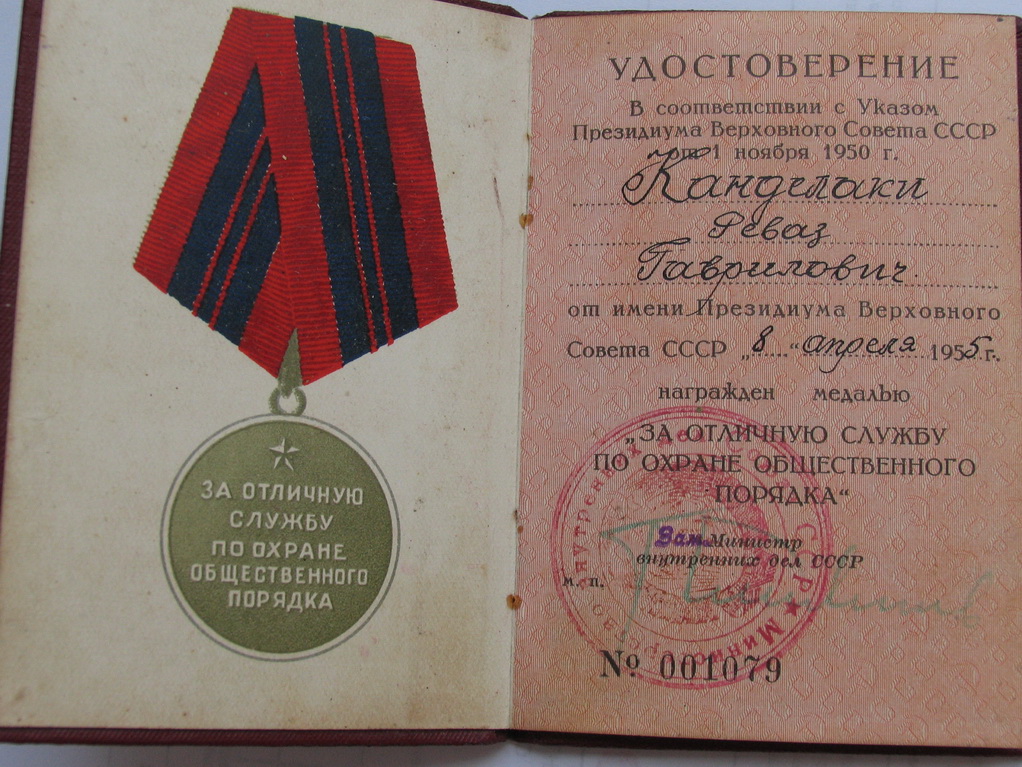 ЗА ОТЛИЧНУЮ
СЛУЖБУ
ПО ОХРАНЕ
ОБЩЕСТВЕННОГО
ПОРЯДКА
УДОСТОВЕРЕНИЕ
В соответствии с Указом
Президиума Верховного Совета СССР
от 1 ноября 1950 г.
Канделаки
Реваз
Гаврилович.
от имени Президиума Верховного
Совета СССР „8“ апреля 1955 г.
награжден медалью
„ЗА ОТЛИЧНУЮ СЛУЖБУ
ПО ОХРАНЕ ОБЩЕСТВЕННОГО
ПОРЯДКА“
Зам. Министр
внутренних дел СССР
м. п.
№ 001079